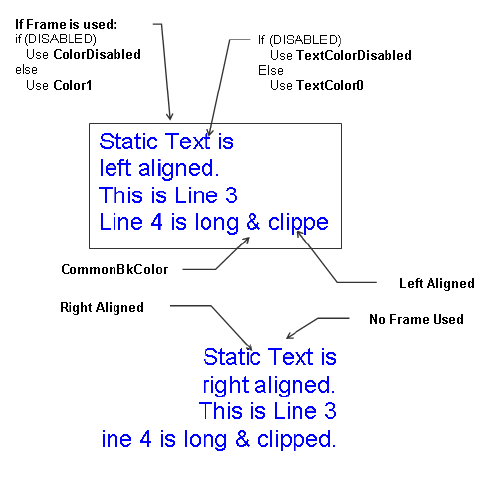 If Frame is used:
if (DISABLED)
Use ColorDisabled
else
Use Color1
If (DISABLED)
Use TextColorDisabled
Else
Use TextColor0
Static Text is
left aligned.
This is Line 3
Line 4 is long & clippe
CommonBkColor
Left Aligned
Right Aligned
No Frame Used
Static Text is
right aligned.
This is Line 3
ine 4 is long & clipped.